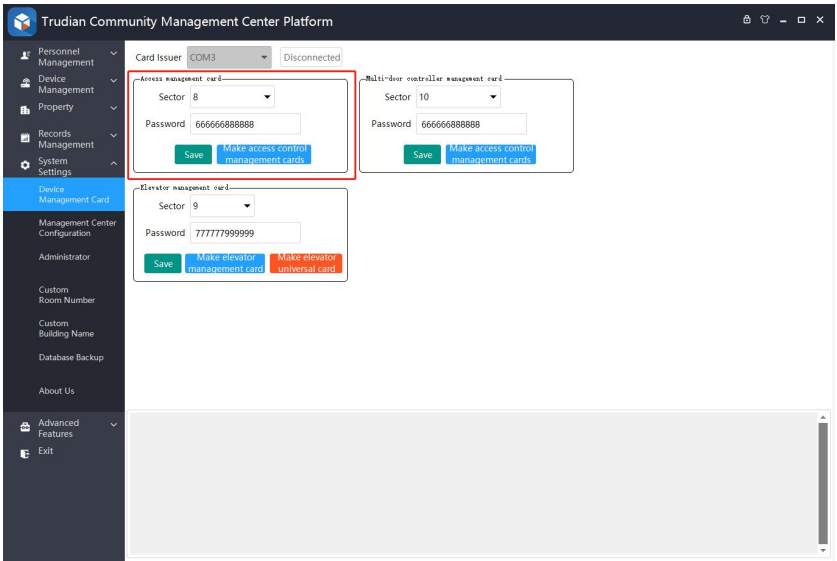 Trudian Community Management Center Platform
Personnel
Management
Device
Management
Property
Records
Management
System
Settings
Device
Management Card
Management Center
Configuration
Administrator
Custom
Room Number
Custom
Building Name
Database Backup
About Us
Advanced
Features
Exit
Card Issuer COM3 Disconnected
Access management card
Sector 8
Password 666666888888
Save Make access control
management cards
Multi-door controller management card
Sector 10
Password 666666888888
Save Make access control
management cards
Elevator management card
Sector 9
Password 777777999999
Save Make elevator
management card Make elevator
universal card